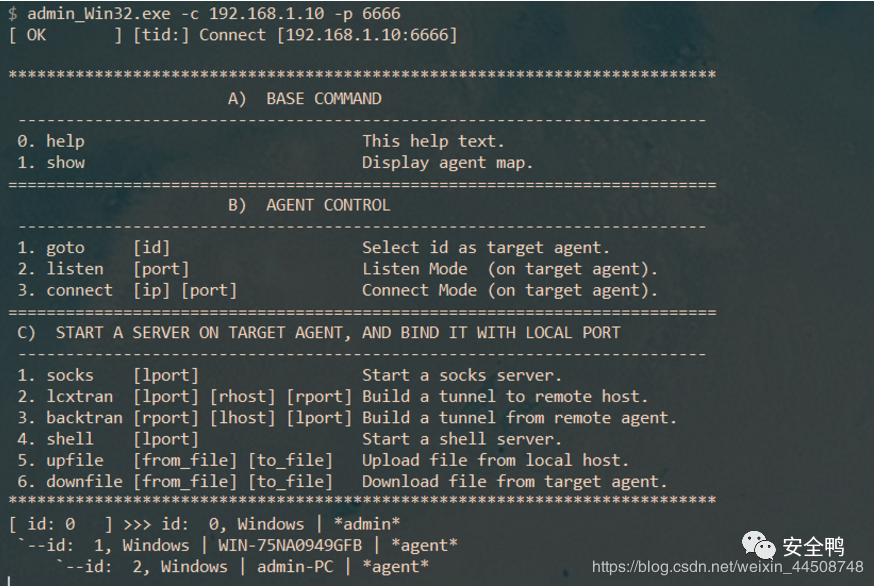 $ admin_Win32.exe -c 192.168.1.10 -p 6666
[ OK       ] [tid:] Connect [192.168.1.10:6666]
**************************************************************************
A)  BASE COMMAND
------------------------------------------------------------------------
0. help                             This help text.
1. show                             Display agent map.
==========================================================================
B)  AGENT CONTROL
------------------------------------------------------------------------
1. goto     [id]                    Select id as target agent.
2. listen   [port]                  Listen Mode  (on target agent).
3. connect  [ip] [port]             Connect Mode (on target agent).
==========================================================================
C)  START A SERVER ON TARGET AGENT, AND BIND IT WITH LOCAL PORT
------------------------------------------------------------------------
1. socks    [lport]                 Start a socks server.
2. lcxtran  [lport] [rhost] [rport] Build a tunnel to remote host.
3. backtran [rport] [lhost] [lport] Build a tunnel from remote agent.
4. shell    [lport]                 Start a shell server.
5. upfile   [from_file] [to_file]   Upload file from local host.
6. downfile [from_file] [to_file]   Download file from target agent.
**************************************************************************
[ id: 0   ] >>> id:  0, Windows | *admin*
`--id:  1, Windows | WIN-75NA0949GFB | *agent*
`--id:  2, Windows | admin-PC | *agent*
安全鸭
https://blog.csdn.net/weixin_44508748